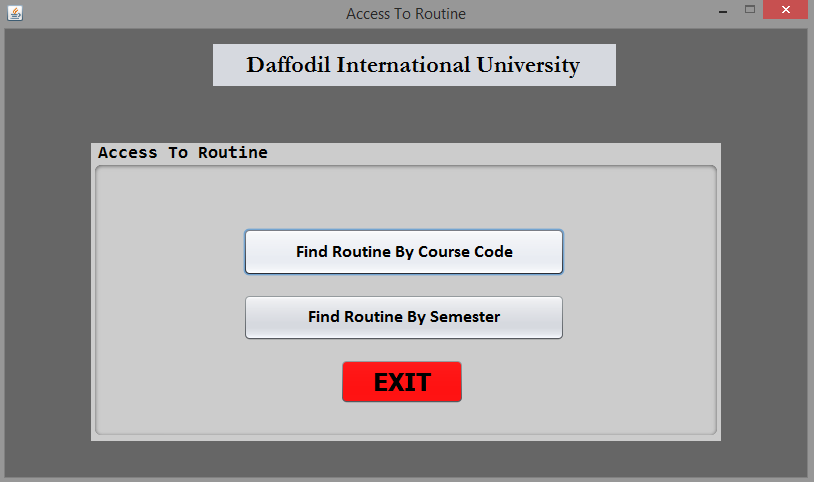 Access To Routine
Daffodil International University
Access To Routine
Find Routine By Course Code
Find Routine By Semester
EXIT